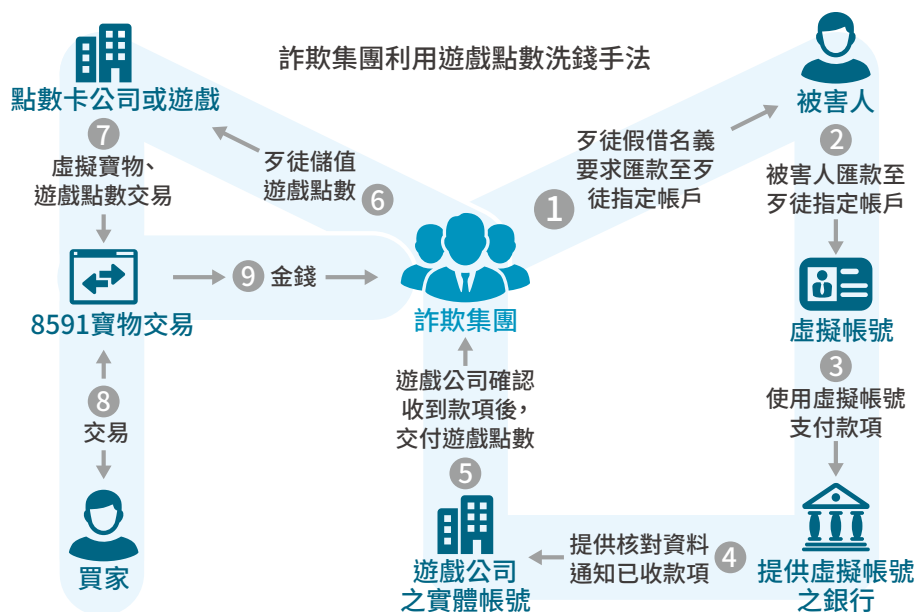 詐欺集團利用遊戲點數洗錢手法
點數卡公司或遊戲
被害人
1
歹徒假借名義
要求匯款至歹
徒指定帳戶
2
被害人匯款至
歹徒指定帳戶
虛擬帳號
3
使用虛擬帳號
支付款項
提供虛擬帳號
之銀行
4
提供核對資料
通知已收款項
遊戲公司
之實體帳號
5
遊戲公司確認
收到款項後，
交付遊戲點數
詐欺集團
6
歹徒儲值
遊戲點數
7
虛擬寶物、
遊戲點數交易
8591寶物交易
8
交易
買家
9 金錢